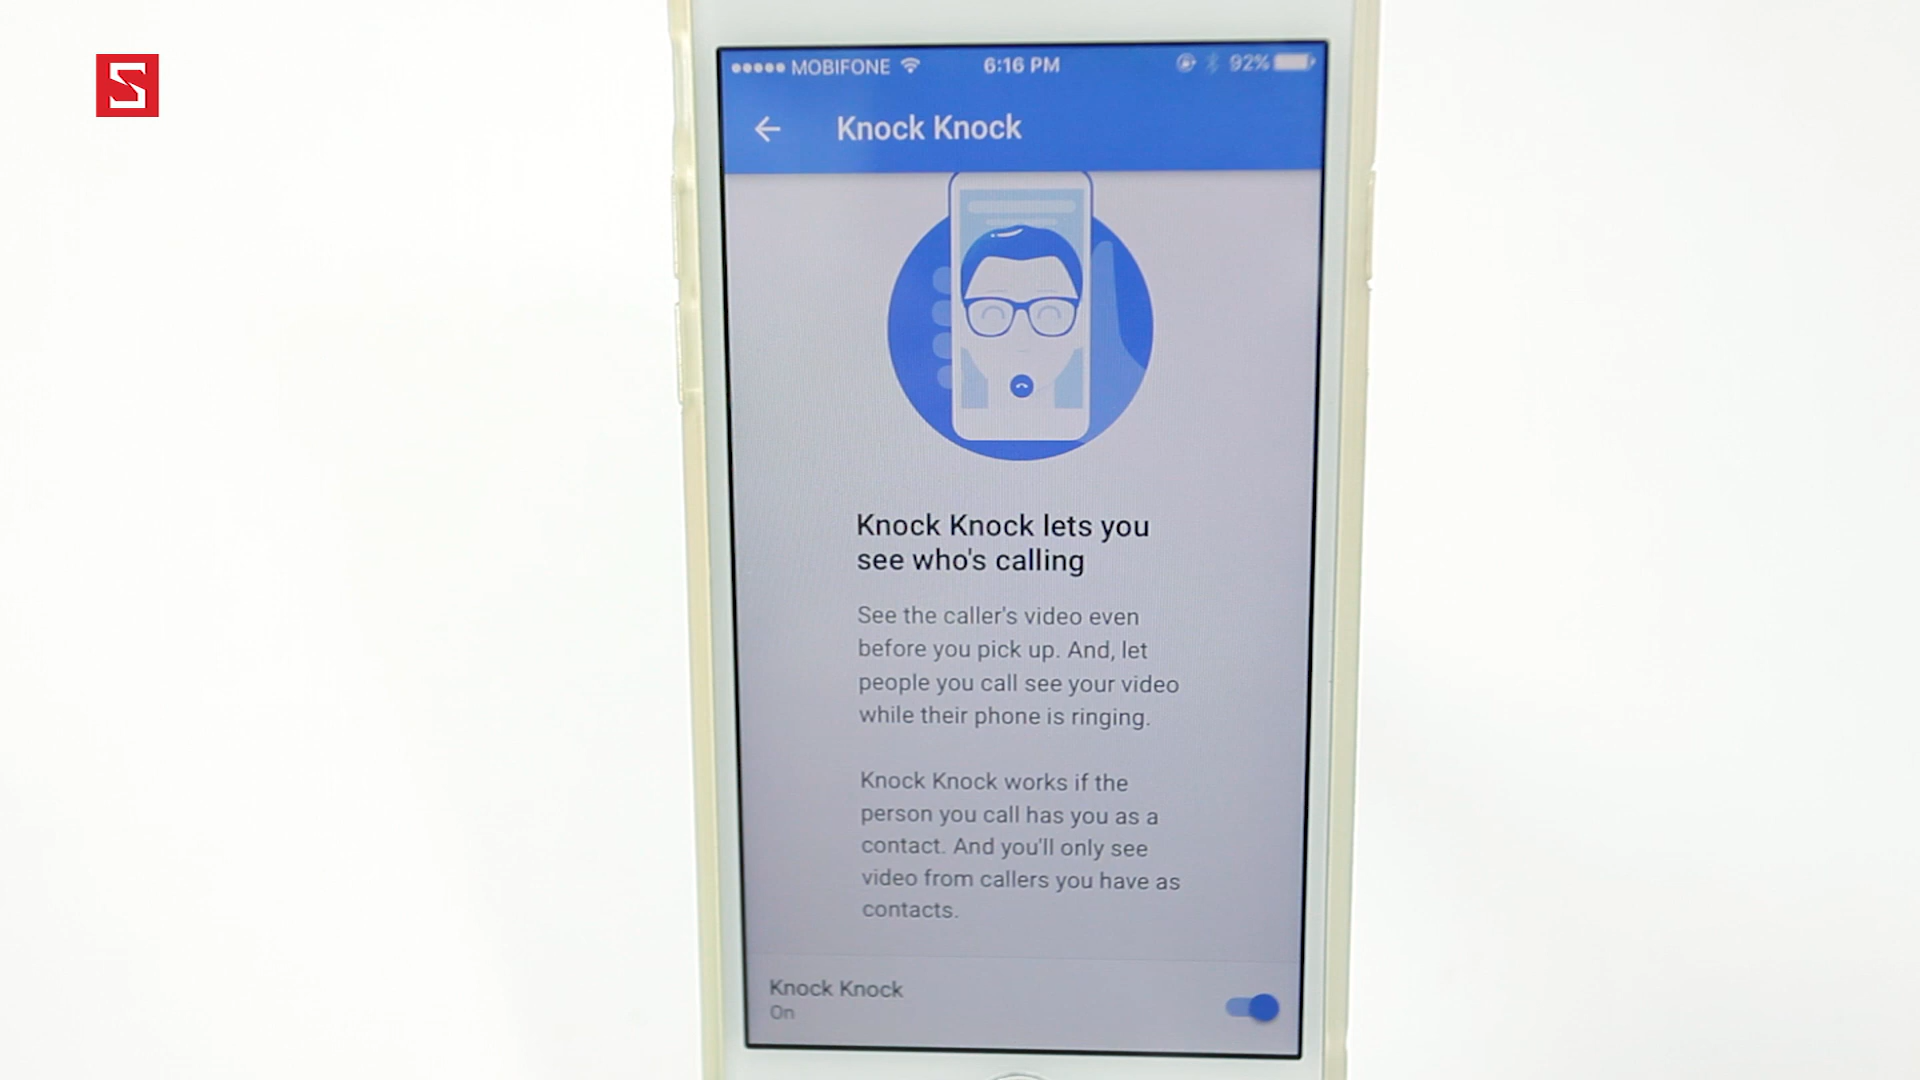 S
MOBIFONE 6:16 PM 92%
Knock Knock
Knock Knock lets you
see who's calling
See the caller's video even
before you pick up. And, let
people you call see your video
while their phone is ringing.
Knock Knock works if the
person you call has you as a
contact. And you'll only see
video from callers you have as
contacts.
Knock Knock
On